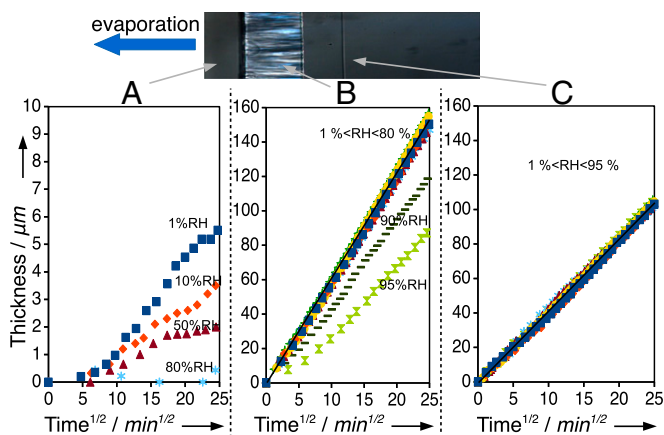 evaporation
A B C
Thickness / µm
10
9
8
7
6
5
4
3
2
1
0
1%RH
10%RH
50%RH
80%RH
0 5 10 15 20 25
Time1/2 / min1/2
160
140
120
100
80
60
40
20
0
1 %<RH<80 %
90%RH
95%RH
0 5 10 15 20 25
Time1/2 / min1/2
160
140
120
100
80
60
40
20
0
1 %<RH<95 %
0 5 10 15 20 25
Time1/2 / min1/2